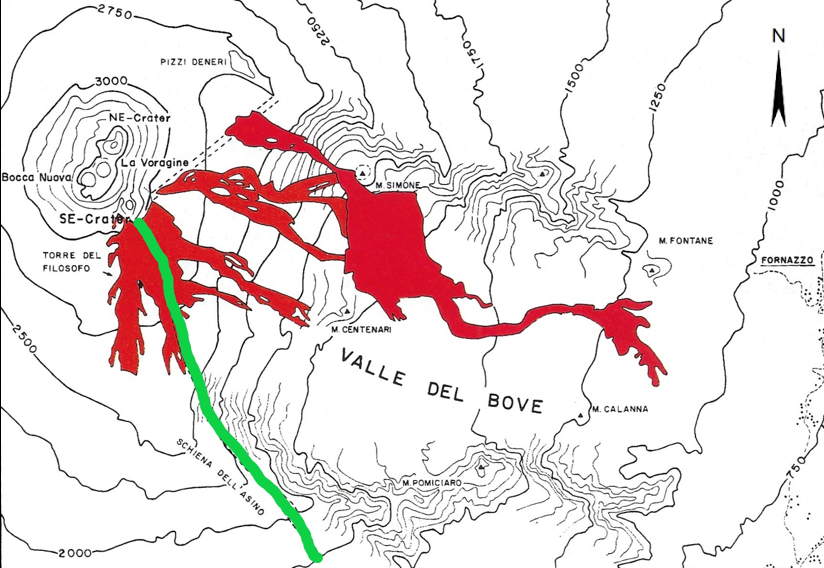 2750
2250
1750
1500
1250
1000
N
PIZZI DENERI
3000
NE-Crater
La Voragine
Bocca Nuova
M. SIMONE
SE-Crater
TORRE DEL
FILOSOFO
M. FONTANE
FORNAZZO
M. CENTENARI
2500
VALLE DEL BOVE
M. CALANNA
SCHIENA DELL'ASINO
M. POMICIARO
750
2000